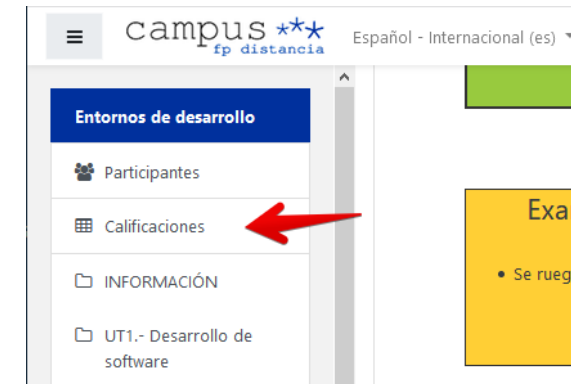 campus
fp distancia
Español - Internacional (es)
Entornos de desarrollo
Participantes
Calificaciones
INFORMACIÓN
UT1.- Desarrollo de
software
Exa
• Se rueg